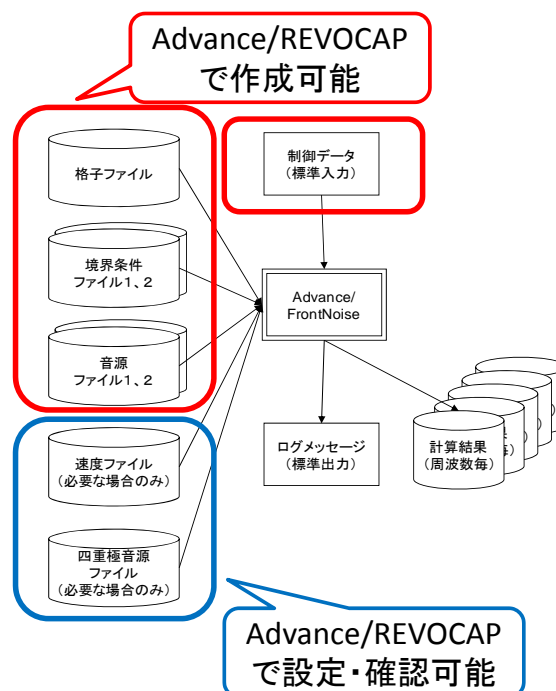 Advance/REVOCAP
で作成可能
格子ファイル
制御データ
(標準入力)
境界条件
ファイル１、２
Advance/
FrontNoise
音源
ファイル１、２
速度ファイル
(必要な場合のみ)
ログメッセージ
(標準出力)
計算結果
(周波数毎)
四重極音源
ファイル
(必要な場合のみ)
Advance/REVOCAP
で設定・確認可能